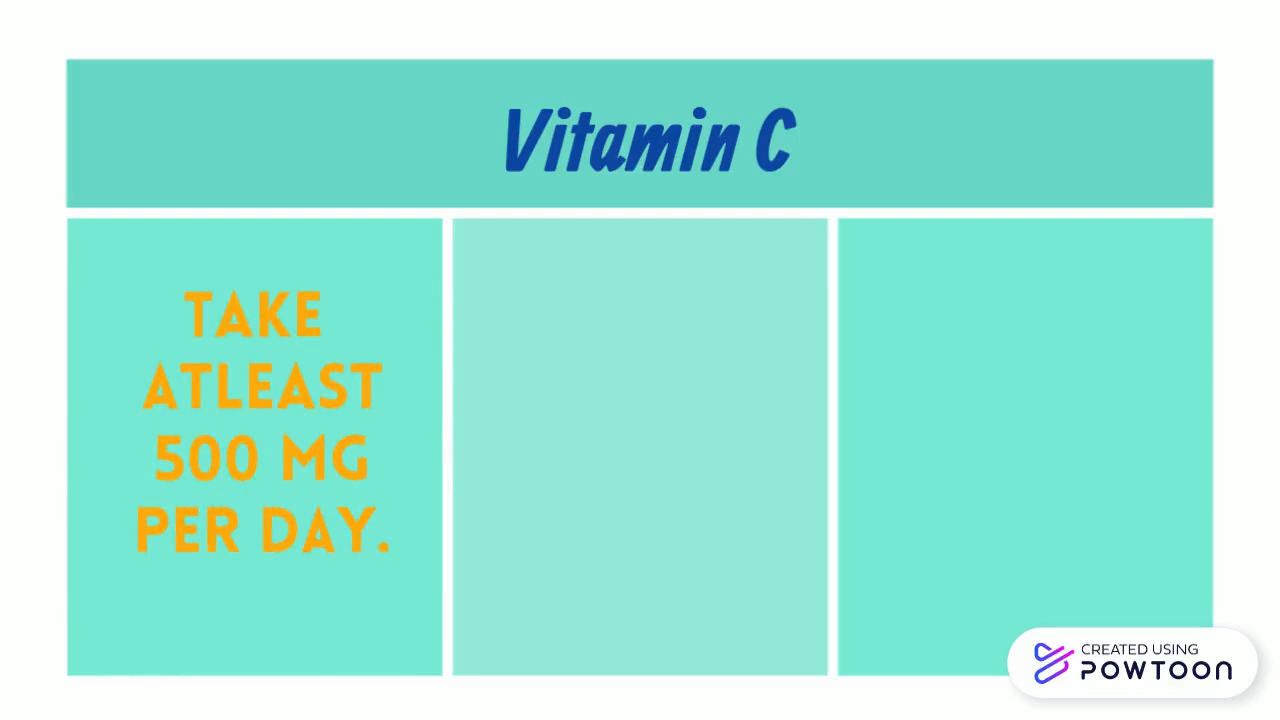 Vitamin C
TAKE
ATLEAST
500 MG
PER DAY.
CREATED USING
POWTOON